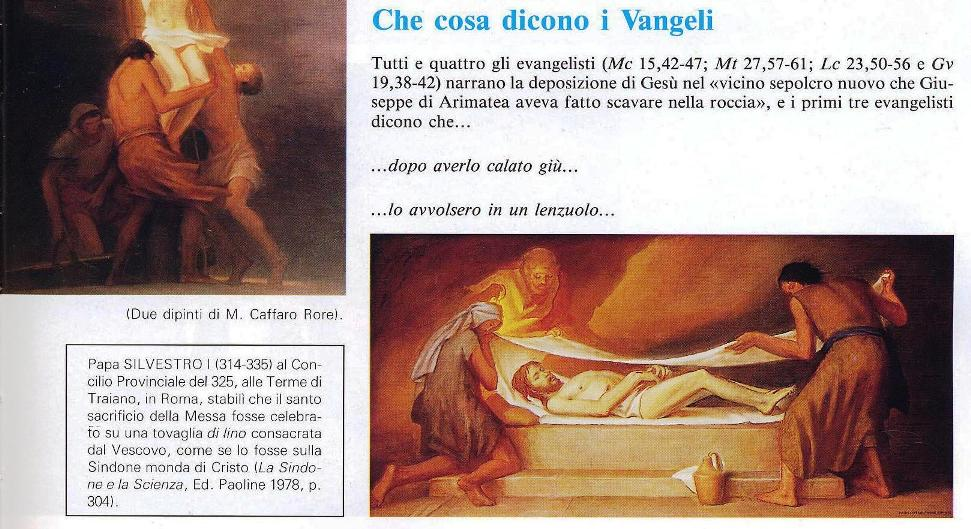 Che cosa dicono i Vangeli
Tutti e quattro gli evangelisti (Mc 15,42-47; Mt 27,57-61; Lc 23,50-56 e Gv
19,38-42) narrano la deposizione di Gesù nel «vicino sepolcro nuovo che Giu-
seppe di Arimatea aveva fatto scavare nella roccia», e i primi tre evangelisti
dicono che...
...dopo averlo calato giù...
...lo avvolsero in un lenzuolo...
(Due dipinti di M. Caffaro Rore).
Papa SILVESTRO I (314-335) al Con-
cilio Provinciale del 325, alle Terme di
Traiano, in Roma, stabilì che il santo
sacrificio della Messa fosse celebra-
to su una tovaglia di lino consacrata
dal Vescovo, come se lo fosse sulla
Sindone monda di Cristo (La Sindo-
ne e la Scienza, Ed. Paoline 1978, p.
304).